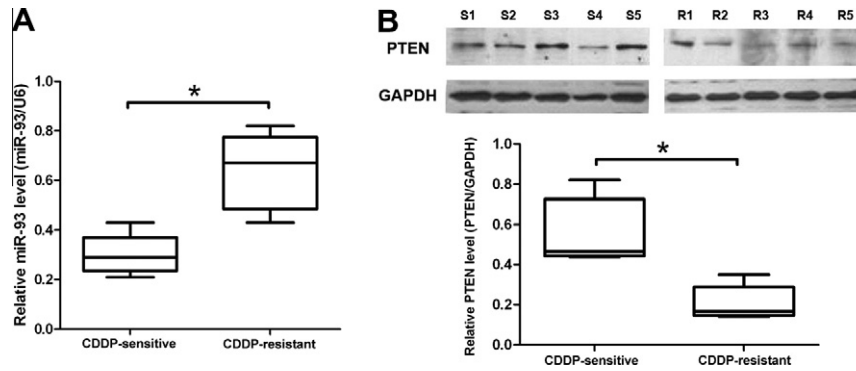 A
Relative miR-93 level (miR-93/U6)
1.0
0.8
0.6
0.4
0.2
0.0
*
CDDP-sensitive CDDP-resistant
B
S1 S2 S3 S4 S5 R1 R2 R3 R4 R5
PTEN
GAPDH
Relative PTEN level (PTEN/GAPDH)
1.0
0.8
0.6
0.4
0.2
0.0
*
CDDP-sensitive CDDP-resistant